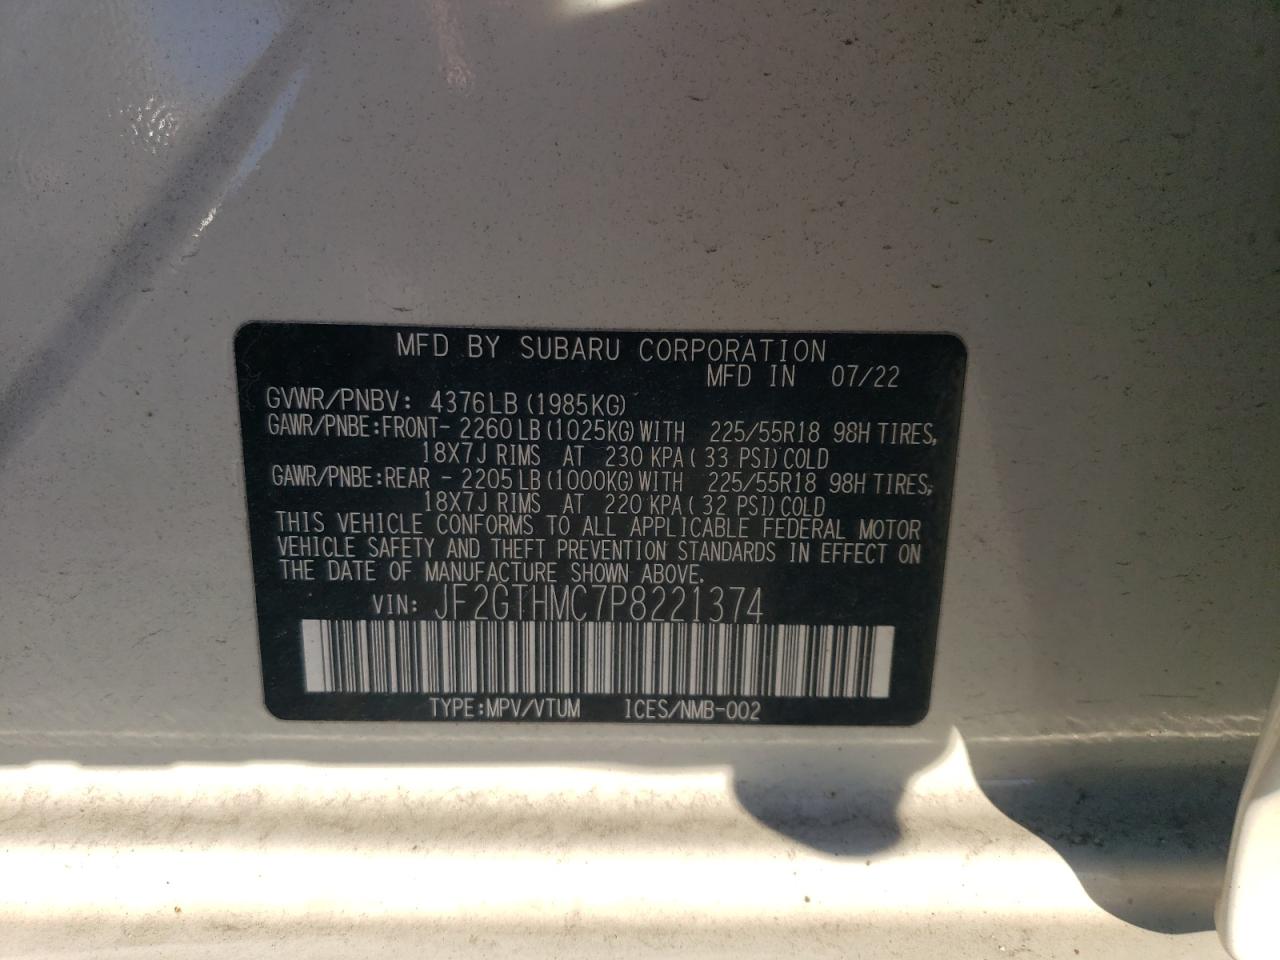 MFD BY SUBARU CORPORATION
MFD IN 07/22
GVWR/PNBV: 4376LB (1985KG)
GAWR/PNBE:FRONT- 2260 LB (1025KG) WITH 225/55R18 98H TIRES,
18X7J RIMS AT 230 KPA ( 33 PSI) COLD
GAWR/PNBE:REAR - 2205 LB (1000KG) WITH 225/55R18 98H TIRES,
18X7J RIMS AT 220 KPA ( 32 PSI) COLD
THIS VEHICLE CONFORMS TO ALL APPLICABLE FEDERAL MOTOR
VEHICLE SAFETY AND THEFT PREVENTION STANDARDS IN EFFECT ON
THE DATE OF MANUFACTURE SHOWN ABOVE.
VIN: JF2GTHMC7P8221374
TYPE:MPV/VTUM ICES/NMB-002